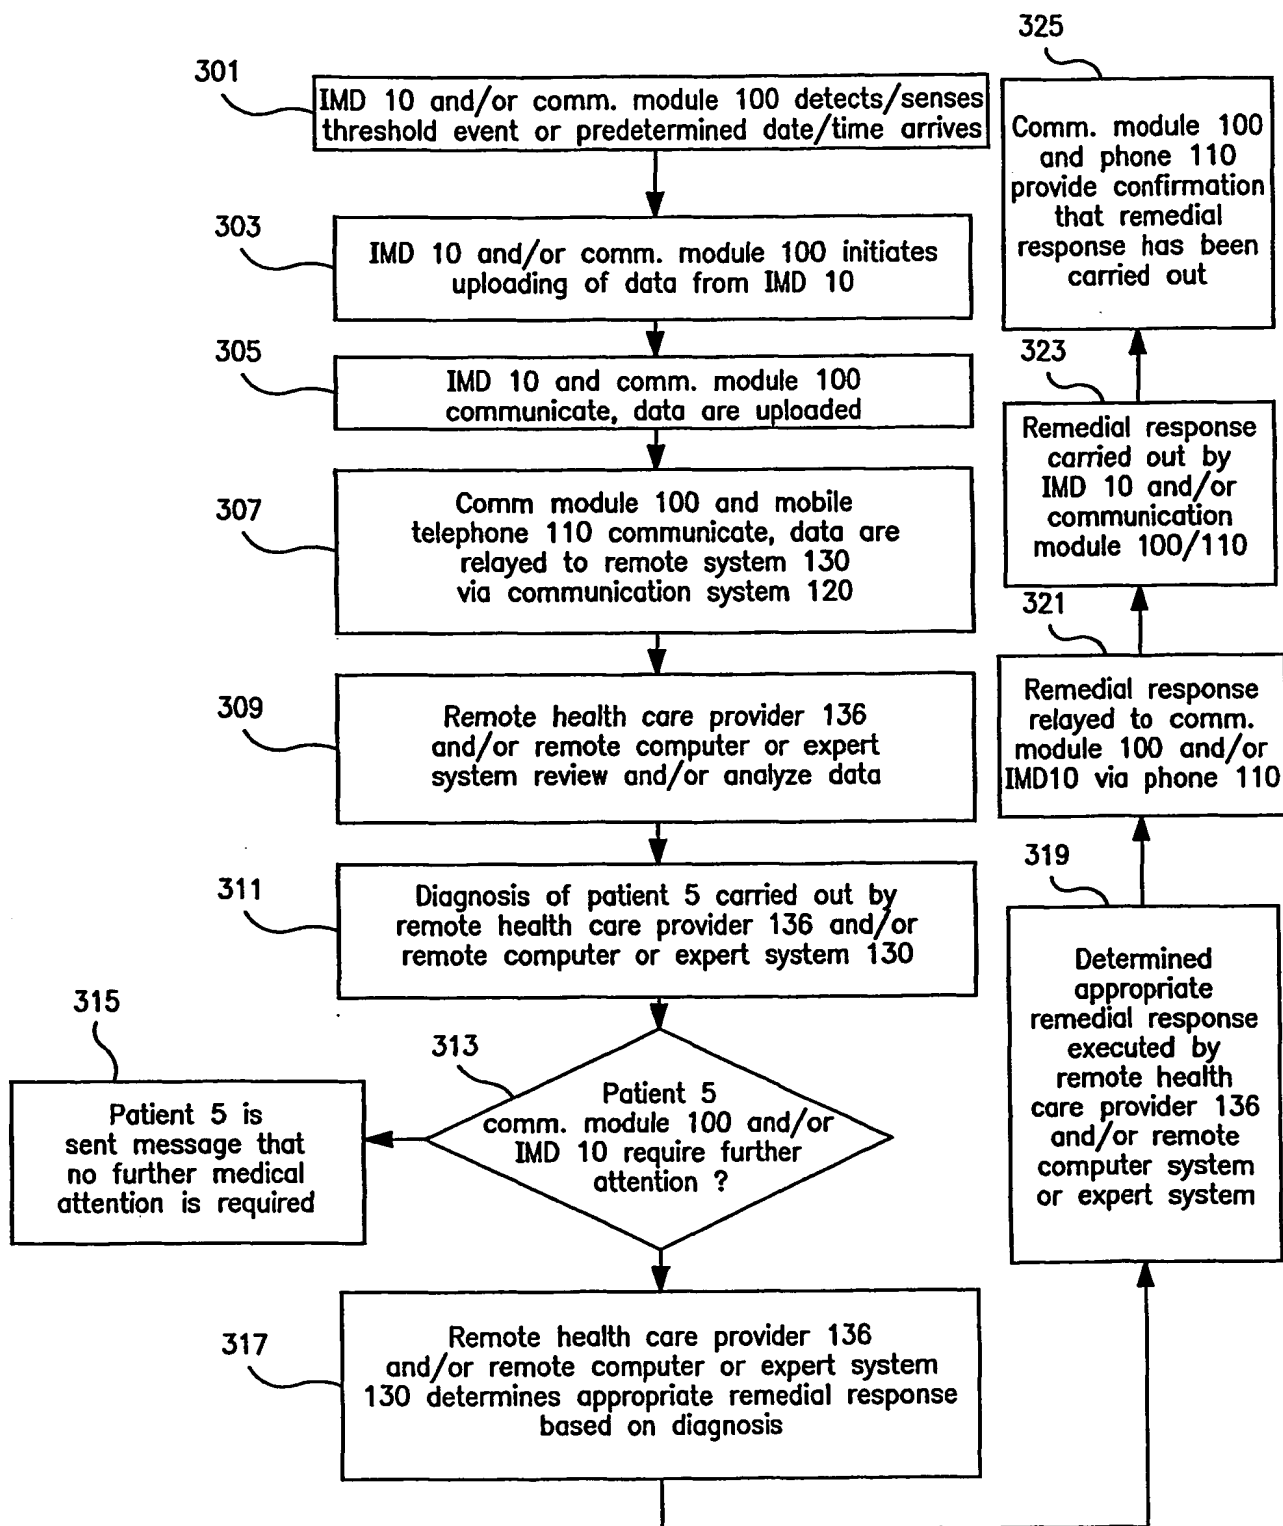 301
IMD 10 and/or comm. module 100 detects/senses
threshold event or predetermined date/time arrives
303
IMD 10 and/or comm. module 100 initiates
uploading of data from IMD 10
305
IMD 10 and comm. module 100
communicate, data are uploaded
307
Comm module 100 and mobile
telephone 110 communicate, data are
relayed to remote system 130
via communication system 120
309
Remote health care provider 136
and/or remote computer or expert
system review and/or analyze data
311
Diagnosis of patient 5 carried out by
remote health care provider 136 and/or
remote computer or expert system 130
313
Patient 5
comm. module 100 and/or
IMD 10 require further
attention ?
315
Patient 5 is
sent message that
no further medical
attention is required
317
Remote health care provider 136
and/or remote computer or expert system
130 determines appropriate remedial response
based on diagnosis
319
Determined
appropriate
remedial response
executed by
remote health
care provider 136
and/or remote
computer system
or expert system
321
Remedial response
relayed to comm.
module 100 and/or
IMD10 via phone 110
323
Remedial response
carried out by
IMD 10 and/or
communication
module 100/110
325
Comm. module 100
and phone 110
provide confirmation
that remedial
response has been
carried out